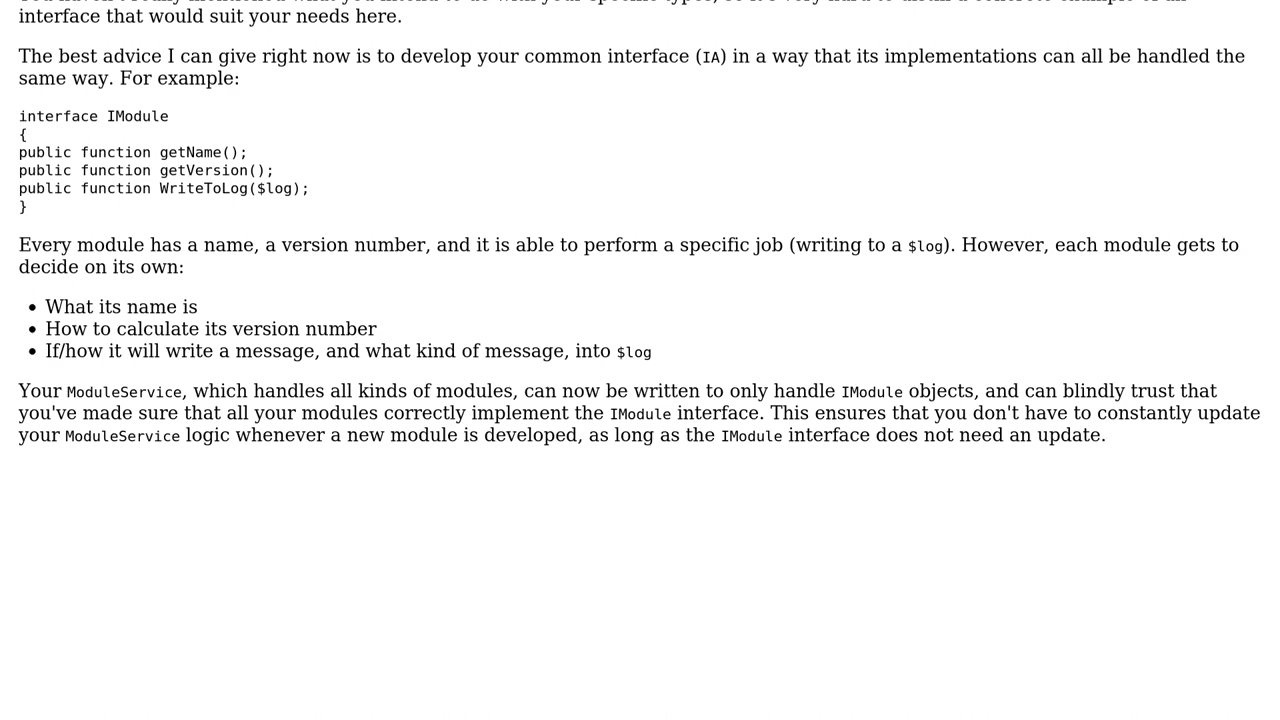 interface that would suit your needs here.
The best advice I can give right now is to develop your common interface (IA) in a way that its implementations can all be handled the
same way. For example:
interface IModule
{
public function getName();
public function getVersion();
public function WriteToLog($log);
}
Every module has a name, a version number, and it is able to perform a specific job (writing to a $log). However, each module gets to
decide on its own:
• What its name is
• How to calculate its version number
• If/how it will write a message, and what kind of message, into $log
Your ModuleService, which handles all kinds of modules, can now be written to only handle IModule objects, and can blindly trust that
you've made sure that all your modules correctly implement the IModule interface. This ensures that you don't have to constantly update
your ModuleService logic whenever a new module is developed, as long as the IModule interface does not need an update.